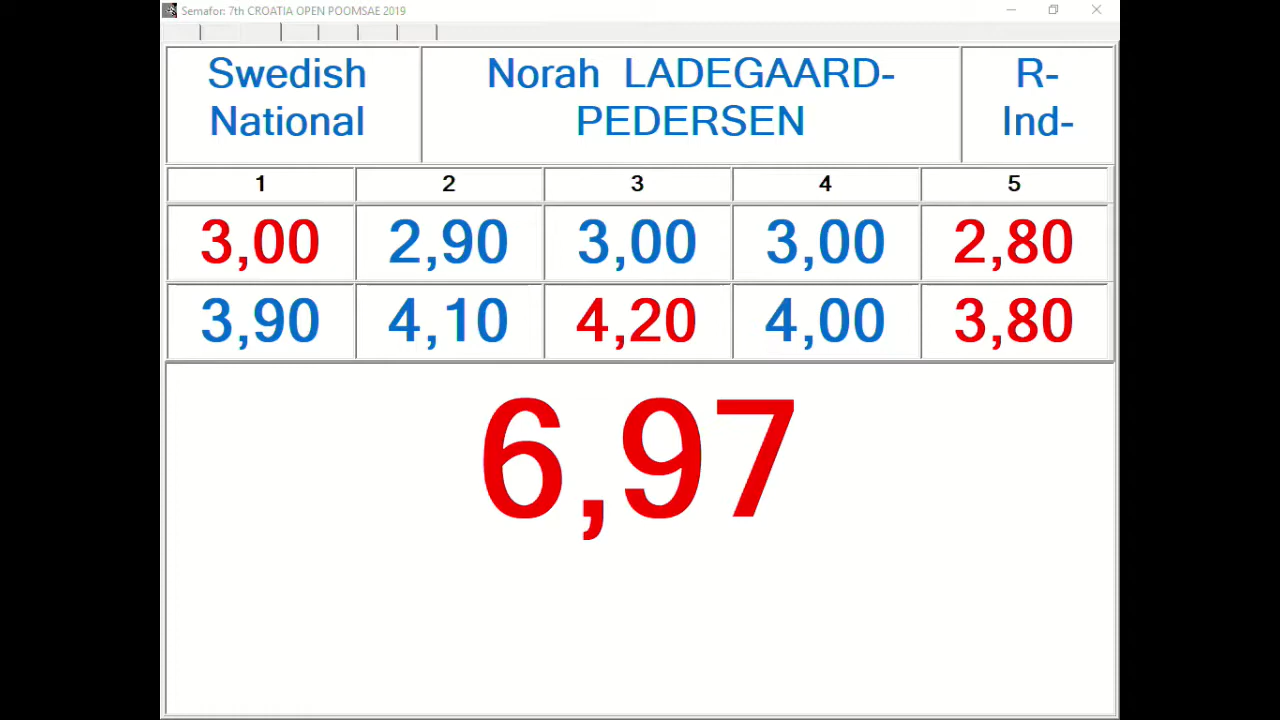 Semafor: 7th CROATIA OPEN POOMSAE 2019
Swedish
National
Norah LADEGAARD-
PEDERSEN
R-
Ind-
1 2 3 4 5
3,00 2,90 3,00 3,00 2,80
3,90 4,10 4,20 4,00 3,80
6,97